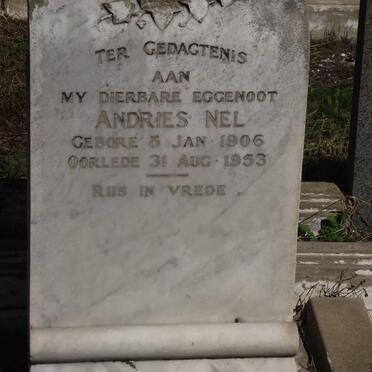 TER GEDAGTENIS
AAN
MY DIERBARE EGGENOOT
ANDRIES NEL
GEBORE 5 JAN. 1906
OORLEDE 31 AUG. 1953
RUS IN VREDE.